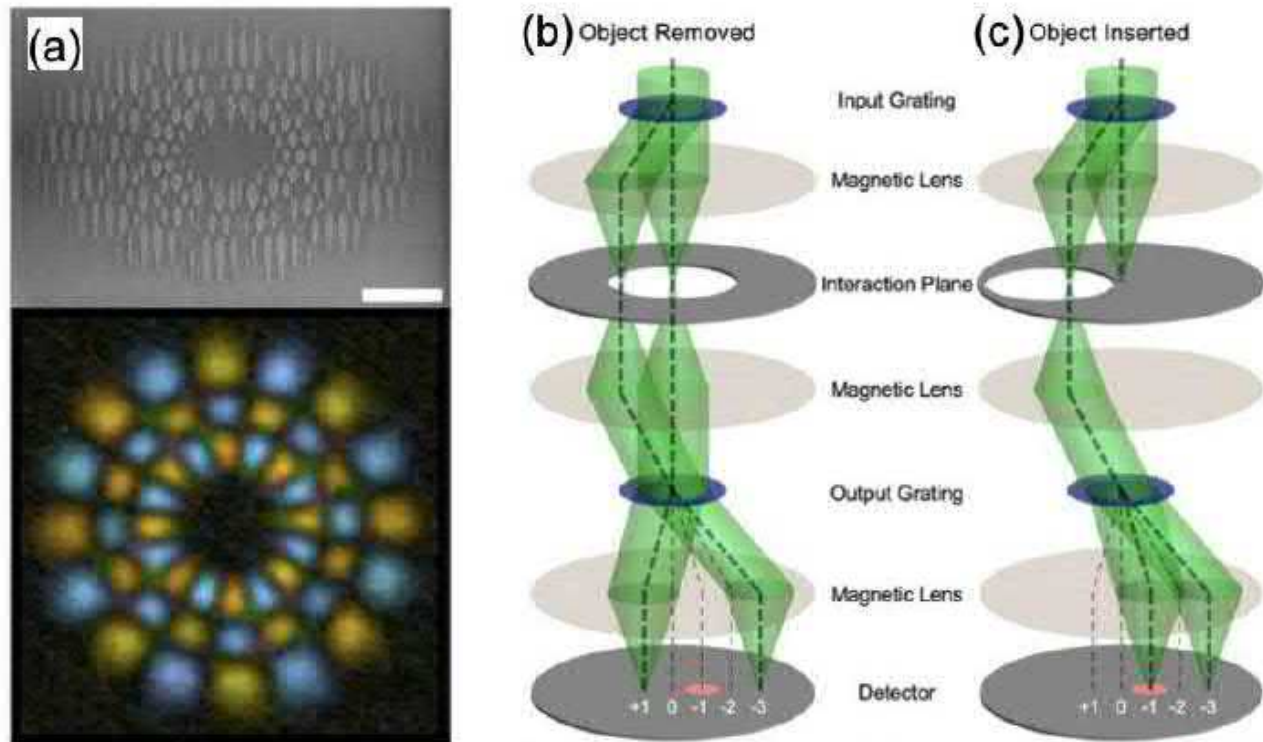 (a)
(b) Object Removed
(c) Object Inserted
Input Grating
Magnetic Lens
Interaction Plane
Magnetic Lens
Output Grating
Magnetic Lens
Detector
+1 0 -1 -2 -3
+1 0 -1 -2 -3